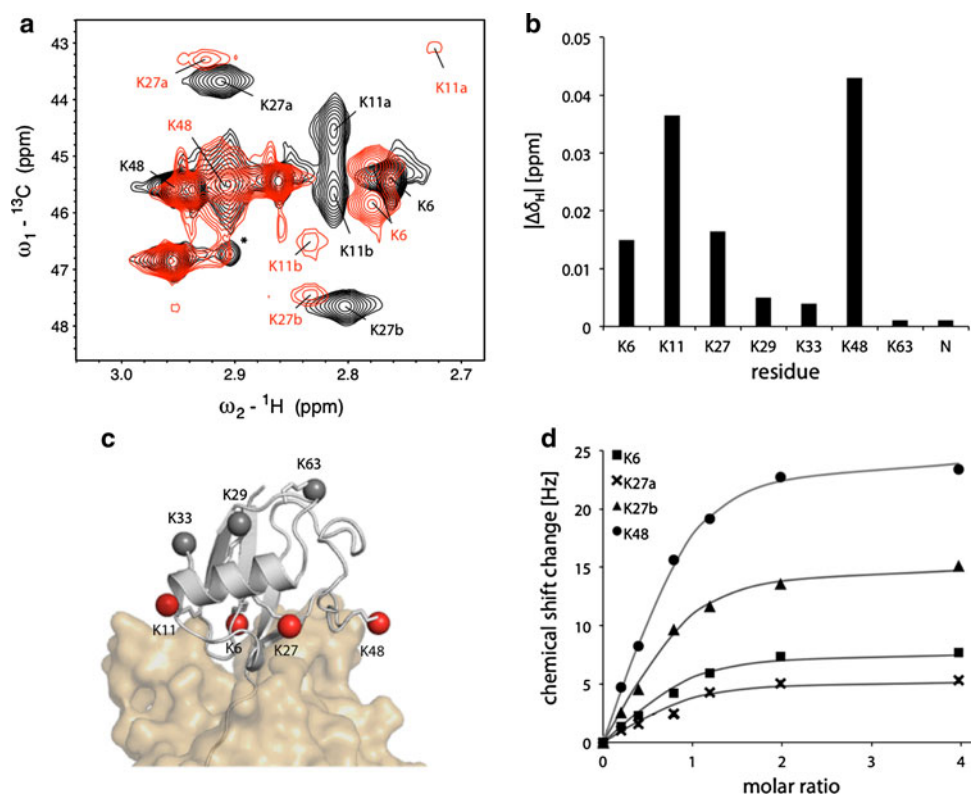 a
43
44
45
46
47
48
ω1 - 13C (ppm)
3.0 2.9 2.8 2.7
ω2 - 1H (ppm)
K27a
K27a
K11a
K11a
K48
K48
K6
K6
K11b
K11b
*
K27b
K27b
b
0.05
0.04
0.03
0.02
0.01
0
|ΔδH| [ppm]
K6 K11 K27 K29 K33 K48 K63 N
residue
c
K63
K29
K33
K11
K6
K27
K48
d
25
20
15
10
5
0
chemical shift change [Hz]
K6
K27a
K27b
K48
0 1 2 3 4
molar ratio